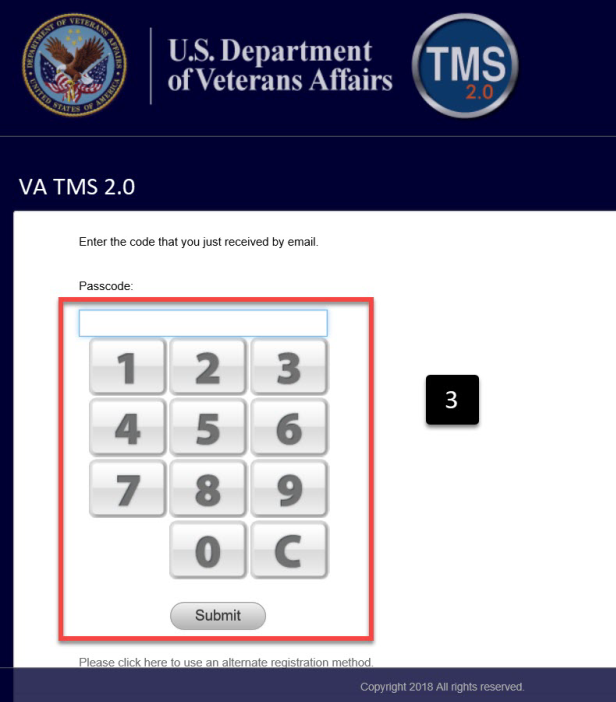 DEPARTMENT OF VETERANS AFFAIRS
UNITED STATES OF AMERICA
U.S. Department
of Veterans Affairs
TMS
2.0
VA TMS 2.0
Enter the code that you just received by email.
Passcode:
1 2 3
4 5 6
7 8 9
0 C
3
Submit
Please click here to use an alternate registration method.
Copyright 2018 All rights reserved.